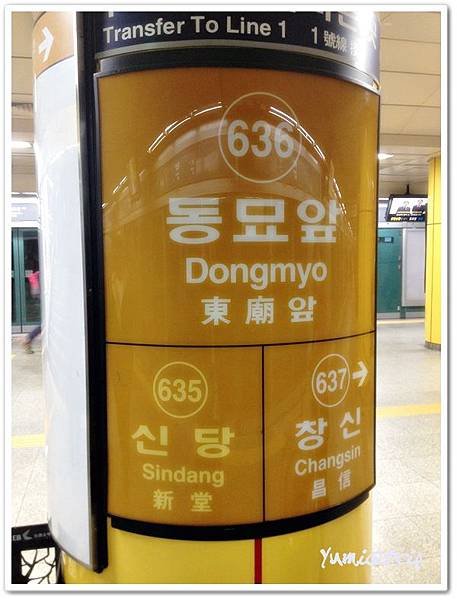 Transfer To Line 1
1號線
636
동묘앞
Dongmyo
東廟앞
635
신당
Sindang
新堂
637
창신
Changsin
昌信